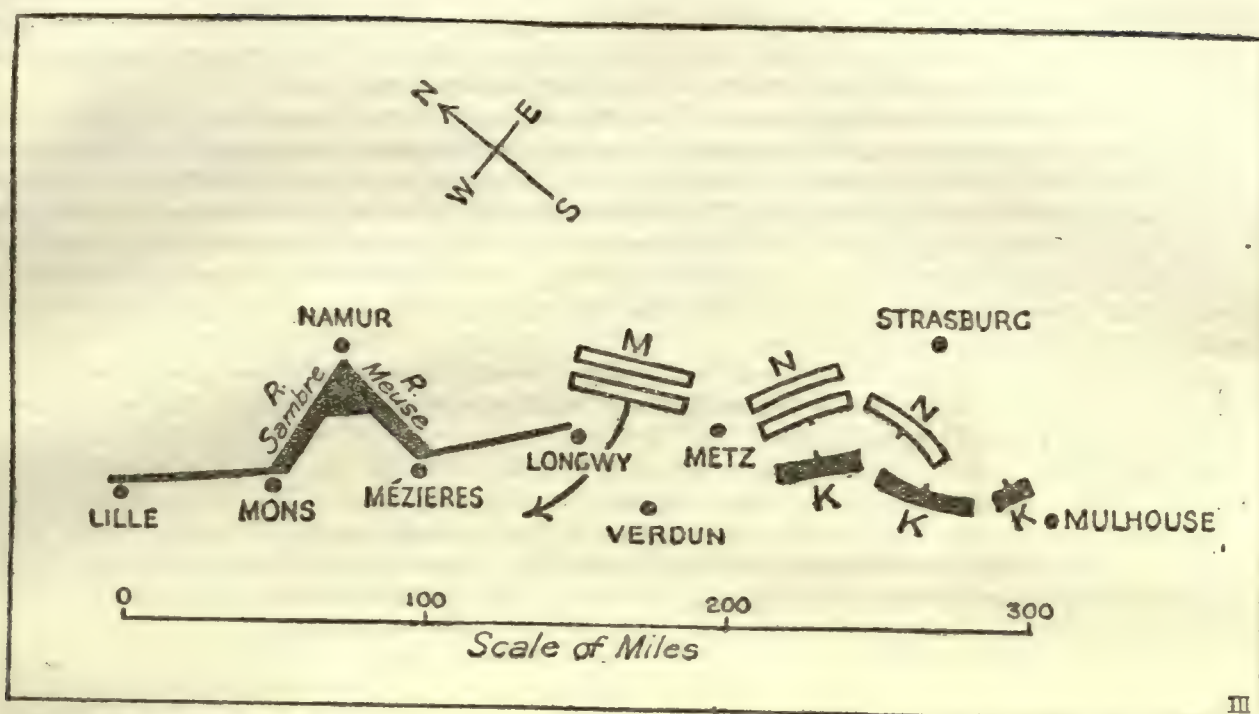 N
E
W
S
NAMUR
STRASBURG
M
N
N
R. Sambre
R. Meuse
LILLE
MONS
MÉZIERES
LONGWY
METZ
VERDUN
K
K
K
MULHOUSE
0 100 200 300
Scale of Miles
III